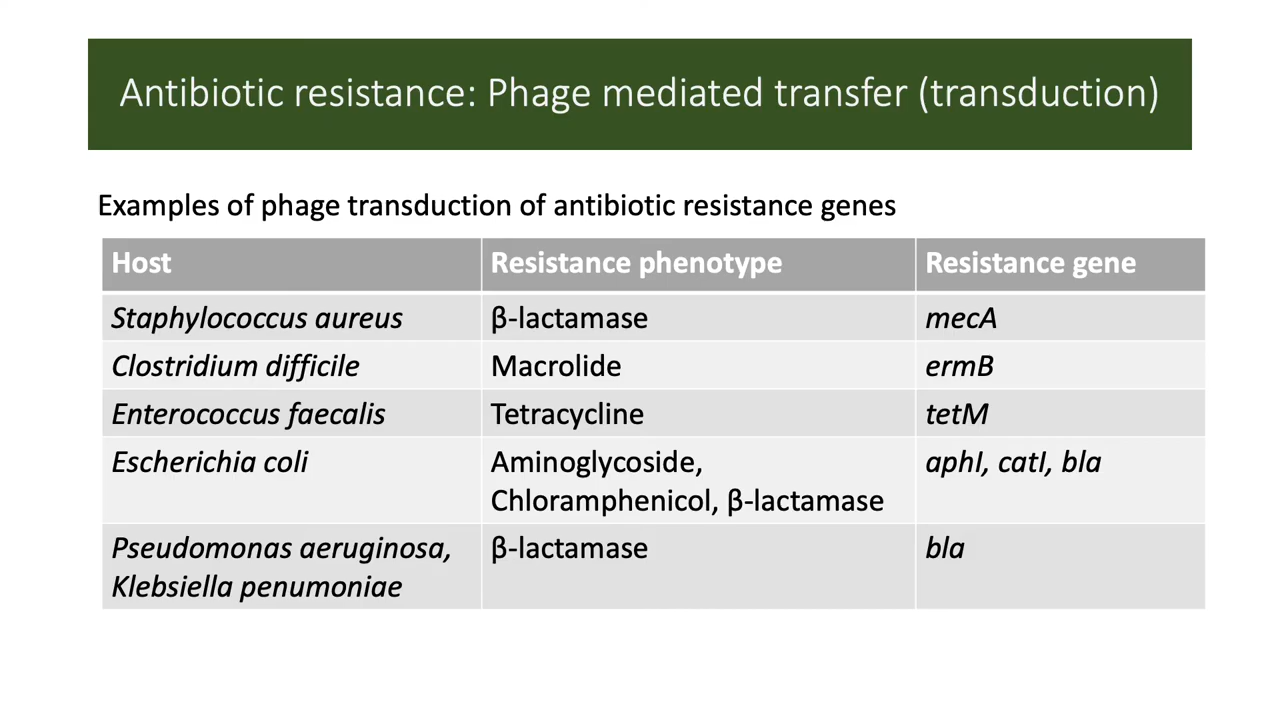 Antibiotic resistance: Phage mediated transfer (transduction)
Examples of phage transduction of antibiotic resistance genes
Host Resistance phenotype Resistance gene
Staphylococcus aureus β-lactamase mecA
Clostridium difficile Macrolide ermB
Enterococcus faecalis Tetracycline tetM
Escherichia coli Aminoglycoside, aphI, catI, bla
Chloramphenicol, β-lactamase
Pseudomonas aeruginosa, β-lactamase bla
Klebsiella penumoniae